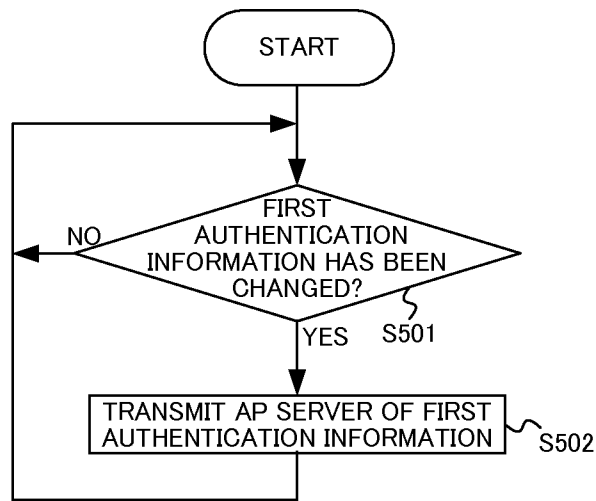 START
FIRST
AUTHENTICATION
INFORMATION HAS BEEN
CHANGED?
NO
S501
YES
TRANSMIT AP SERVER OF FIRST
AUTHENTICATION INFORMATION
S502